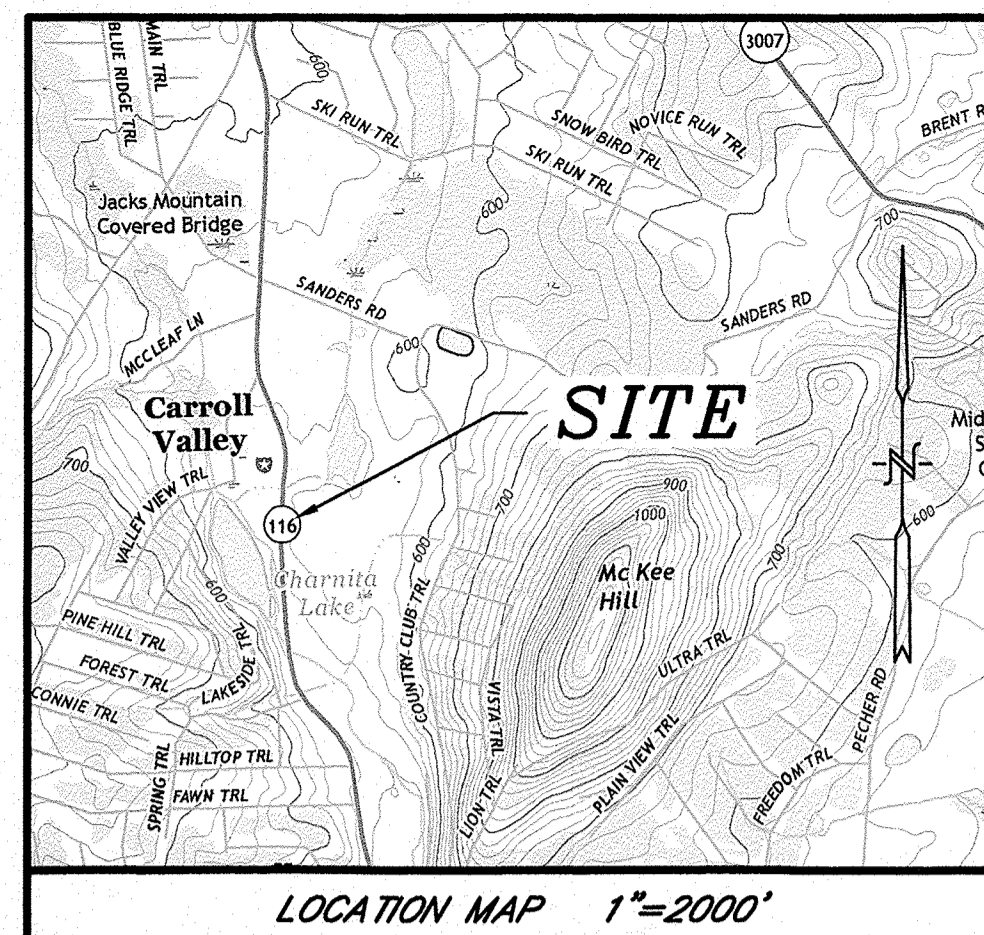 BLUE RIDGE TRL
MAIN TRL
600
SKI RUN TRL
3007
SNOW BIRD TRL
NOVICE RUN TRL
SKI RUN TRL
BRENT
Jacks Mountain
Covered Bridge
600
700
SANDERS RD
SANDERS RD
MCCLEAF LN
600
Carroll
Valley
SITE
700
VALLEY VIEW TRL
116
700
900
1000
N
600
600
700
Charnita
Lake
Mc Kee
Hill
600
PINE HILL TRL
FOREST TRL
CONNIE TRL
LAKESIDE TRL
COUNTRY CLUB TRL
VISTA TRL
ULTRA TRL
PECHER RD
SPRING TRL
HILLTOP TRL
FAWN TRL
LION TRL
PLAIN VIEW TRL
FREEDOM TRL
LOCATION MAP 1"=2000'